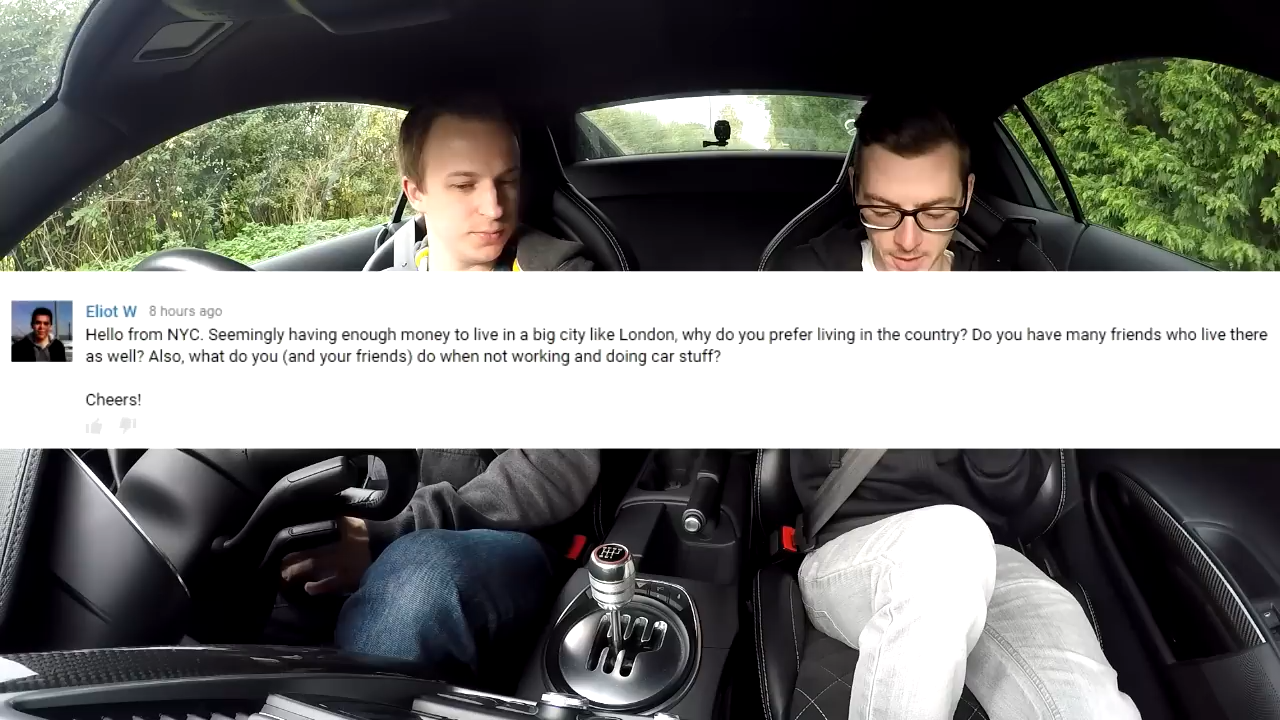 Eliot W 8 hours ago
Hello from NYC. Seemingly having enough money to live in a big city like London, why do you prefer living in the country? Do you have many friends who live there
as well? Also, what do you (and your friends) do when not working and doing car stuff?
Cheers!